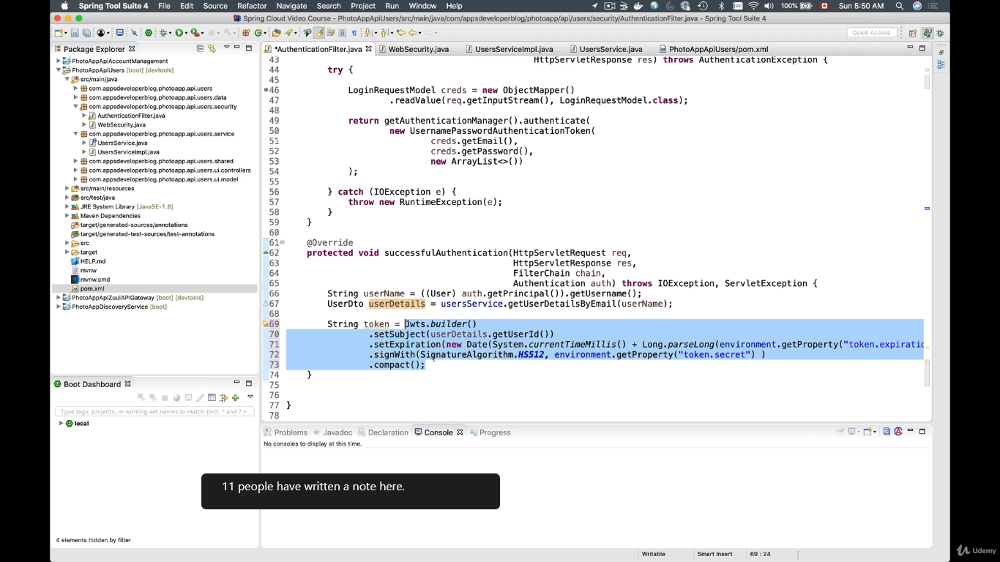 Spring Tool Suite 4 File Edit Source Refactor Navigate Search Project Run Window Help 100% Sun 5:50 AM
Spring Cloud Video Course - PhotoAppApiUsers/src/main/java/com/appsdeveloperblog/photoapp/api/users/security/AuthenticationFilter.java - Spring Tool Suite 4
Quick Access
Package Explorer
PhotoAppApiAccountManagement
PhotoAppApiUsers [boot] [devtools]
src/main/java
com.appsdeveloperblog.photoapp.api.users
com.appsdeveloperblog.photoapp.api.users.data
com.appsdeveloperblog.photoapp.api.users.security
AuthenticationFilter.java
WebSecurity.java
com.appsdeveloperblog.photoapp.api.users.service
UsersService.java
UsersServiceImpl.java
com.appsdeveloperblog.photoapp.api.users.shared
com.appsdeveloperblog.photoapp.api.users.ui.controllers
com.appsdeveloperblog.photoapp.api.users.ui.model
src/main/resources
src/test/java
JRE System Library [JavaSE-1.8]
Maven Dependencies
target/generated-sources/annotations
target/generated-test-sources/test-annotations
src
target
HELP.md
mvnw
mvnw.cmd
pom.xml
PhotoAppApiZuulAPIGateway [boot] [devtools]
PhotoAppDiscoveryService [boot]
Boot Dashboard
Type tags, projects, or working set names to match (incl. * and ? w
local
4 elements hidden by filter
*AuthenticationFilter.java WebSecurity.java UsersServiceImpl.java UsersService.java PhotoAppApiUsers/pom.xml
43 HttpServletResponse res) throws AuthenticationException {
44 try {
45
46 LoginRequestModel creds = new ObjectMapper()
47 .readValue(req.getInputStream(), LoginRequestModel.class);
48
49 return getAuthenticationManager().authenticate(
50 new UsernamePasswordAuthenticationToken(
51 creds.getEmail(),
52 creds.getPassword(),
53 new ArrayList<>())
54 );
55
56 } catch (IOException e) {
57 throw new RuntimeException(e);
58 }
59 }
60
61 @Override
62 protected void successfulAuthentication(HttpServletRequest req,
63 HttpServletResponse res,
64 FilterChain chain,
65 Authentication auth) throws IOException, ServletException {
66 String userName = ((User) auth.getPrincipal()).getUsername();
67 UserDto userDetails = usersService.getUserDetailsByEmail(userName);
68
69 String token = Jwts.builder()
70 .setSubject(userDetails.getUserId())
71 .setExpiration(new Date(System.currentTimeMillis() + Long.parseLong(environment.getProperty("token.expiratio
72 .signWith(SignatureAlgorithm.HS512, environment.getProperty("token.secret") )
73 .compact();
74 }
75
76
77 }
78
Problems Javadoc Declaration Console Progress
No consoles to display at this time.
11 people have written a note here.
Writable Smart Insert 69 : 24
Udemy